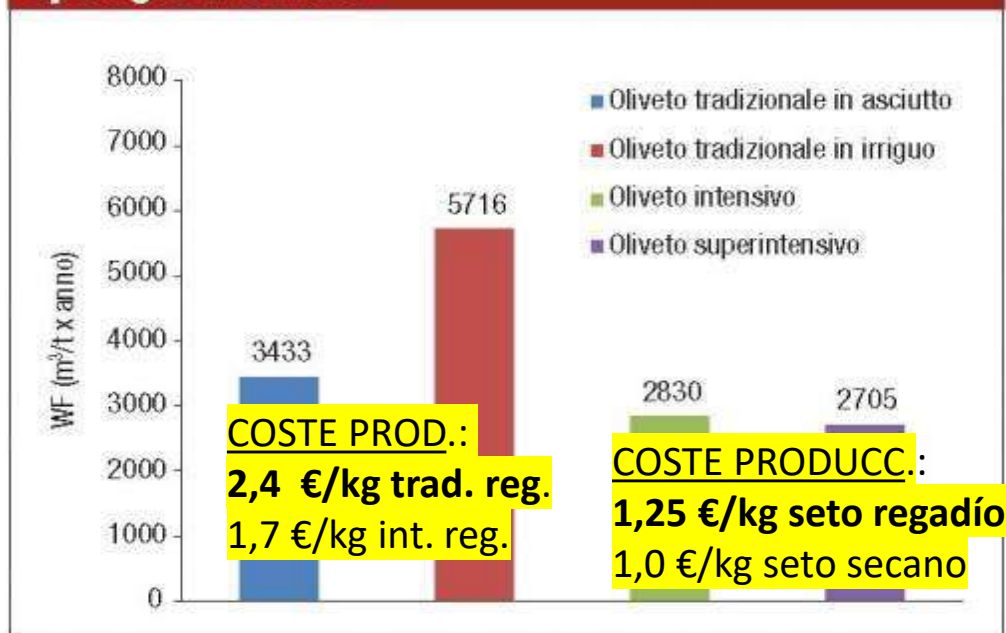 8000
7000
6000
5000
4000
3000
2000
1000
0
WF (m³/t x anno)
Oliveto tradizionale in asciutto
Oliveto tradizionale in irriguo
Oliveto intensivo
Oliveto superintensivo
3433
5716
2830
2705
COSTE PROD.:
2,4 €/kg trad. reg.
1,7 €/kg int. reg.
COSTE PRODUCC.:
1,25 €/kg seto regadío
1,0 €/kg seto secano